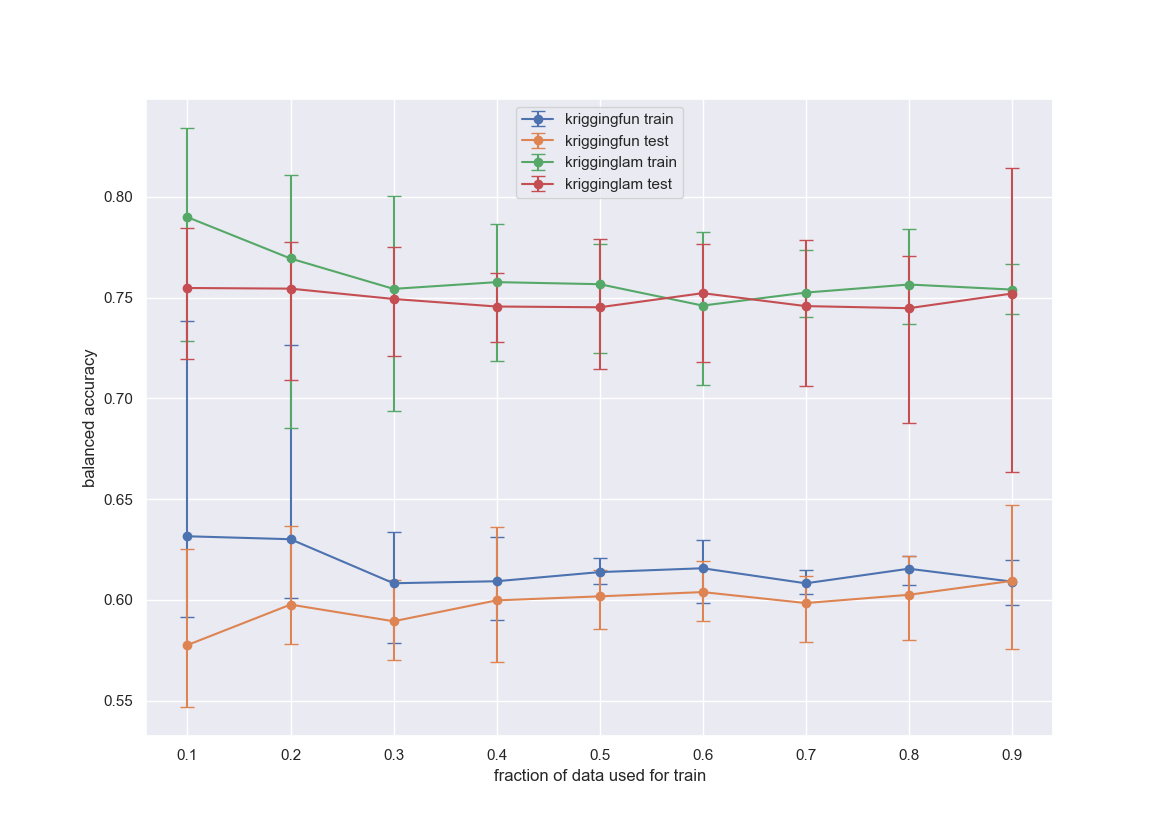 kriggingfun train
kriggingfun test
krigginglam train
krigginglam test
0.80
0.75
0.70
0.65
0.60
0.55
balanced accuracy
0.1 0.2 0.3 0.4 0.5 0.6 0.7 0.8 0.9
fraction of data used for train